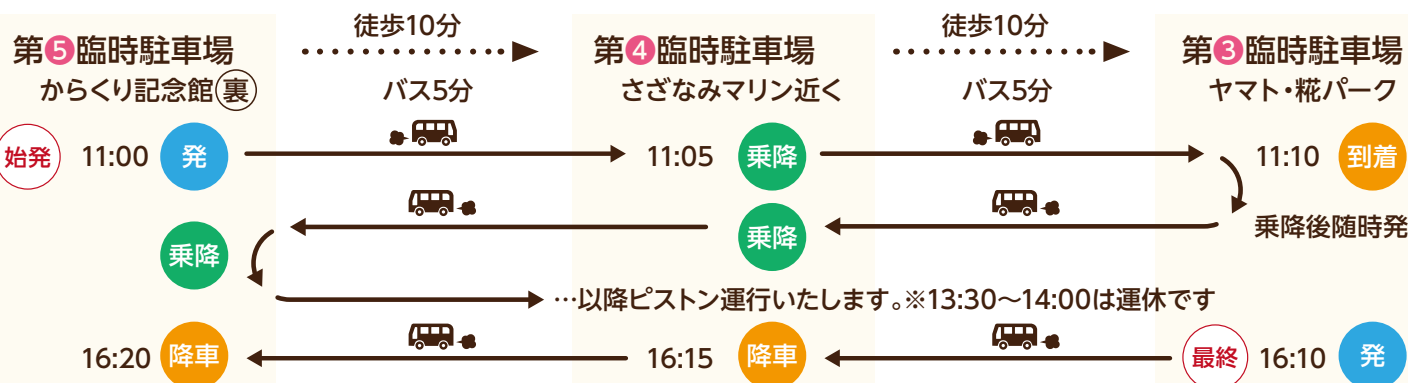 徒歩10分
徒歩10分
第5臨時駐車場
第4臨時駐車場
第3臨時駐車場
からくり記念館裏
バス5分
さざなみマリン近く
バス5分
ヤマト・糀パーク
始発 11:00 発
11:05 乗降
11:10 到着
乗降
乗降
乗降後随時発
…以降ピストン運行いたします。※13:30〜14:00は運休です
16:20 降車
16:15 降車
最終 16:10 発